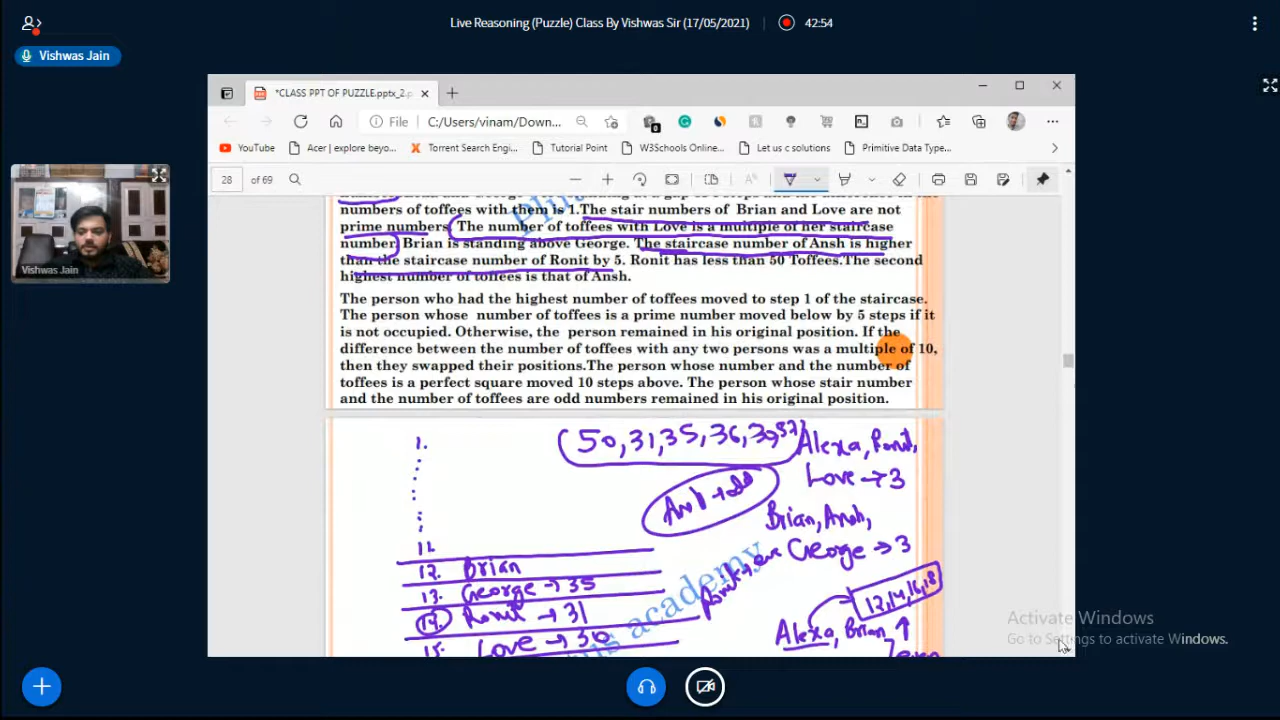 Live Reasoning (Puzzle) Class By Vishwas Sir (17/05/2021)
42:54
Vishwas Jain
*CLASS PPT OF PUZZLE.pptx_2.p
File
C:/Users/vinam/Down...
YouTube
Acer | explore beyo...
Torrent Search Engi...
Tutorial Point
W3Schools Online...
Let us c solutions
Primitive Data Type...
28 of 69
Vishwas Jain
numbers of toffees with them is 1.The stair numbers of Brian and Love are not
prime numbers. The number of toffees with Love is a multiple of her staircase
number. Brian is standing above George. The staircase number of Ansh is higher
than the staircase number of Ronit by 5. Ronit has less than 50 Toffees.The second
highest number of toffees is that of Ansh.
The person who had the highest number of toffees moved to step 1 of the staircase.
The person whose number of toffees is a prime number moved below by 5 steps if it
is not occupied. Otherwise, the person remained in his original position. If the
difference between the number of toffees with any two persons was a multiple of 10,
then they swapped their positions.The person whose number and the number of
toffees is a perfect square moved 10 steps above. The person whose stair number
and the number of toffees are odd numbers remained in his original position.
1.
(50,31,35,36,39,37)
Alexa, Ronit,
Love → 3
Brian, Ansh,
George → 3
11.
12. Brian
13. George → 35
14. Ronit → 31
15. Love → 30
12,14,16,18
Alexa, Brian ↑
us academy
Activate Windows
Go to Settings to activate Windows.